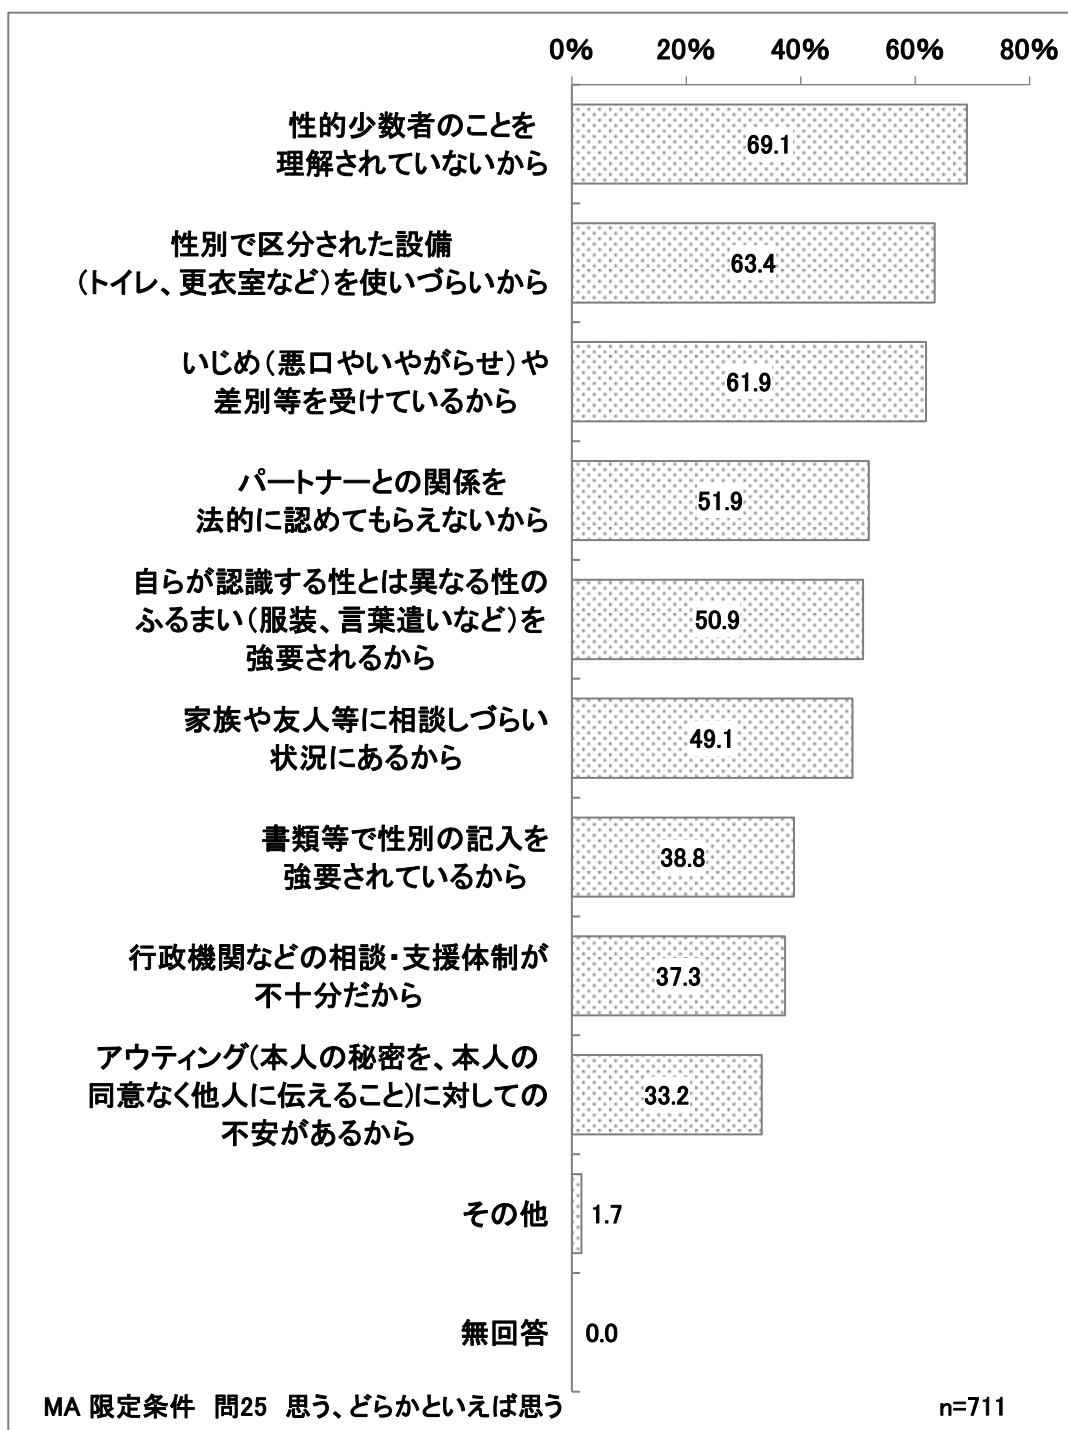 0% 20% 40% 60% 80%
性的少数者のことを
理解されていないから
69.1
性別で区分された設備
（トイレ、更衣室など）を使いづらいから
63.4
いじめ（悪口やいやがらせ）や
差別等を受けているから
61.9
パートナーとの関係を
法的に認めてもらえないから
51.9
自らが認識する性とは異なる性の
ふるまい（服装、言葉遣いなど）を
強要されるから
50.9
家族や友人等に相談しづらい
状況にあるから
49.1
書類等で性別の記入を
強要されているから
38.8
行政機関などの相談・支援体制が
不十分だから
37.3
アウティング(本人の秘密を、本人の
同意なく他人に伝えること)に対しての
不安があるから
33.2
その他
1.7
無回答
0.0
MA 限定条件　問25　思う、どらかといえば思う
n=711